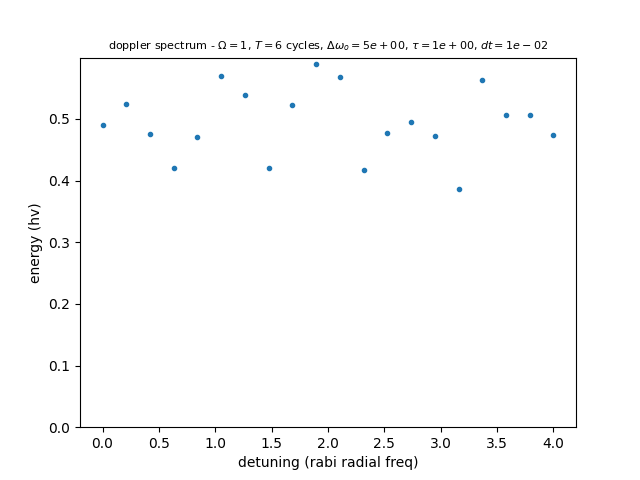 doppler spectrum - Ω = 1, T = 6 cycles, Δω₀ = 5e + 00, τ = 1e + 00, dt = 1e − 02
energy (hv)
0.5
0.4
0.3
0.2
0.1
0.0
0.0 0.5 1.0 1.5 2.0 2.5 3.0 3.5 4.0
detuning (rabi radial freq)